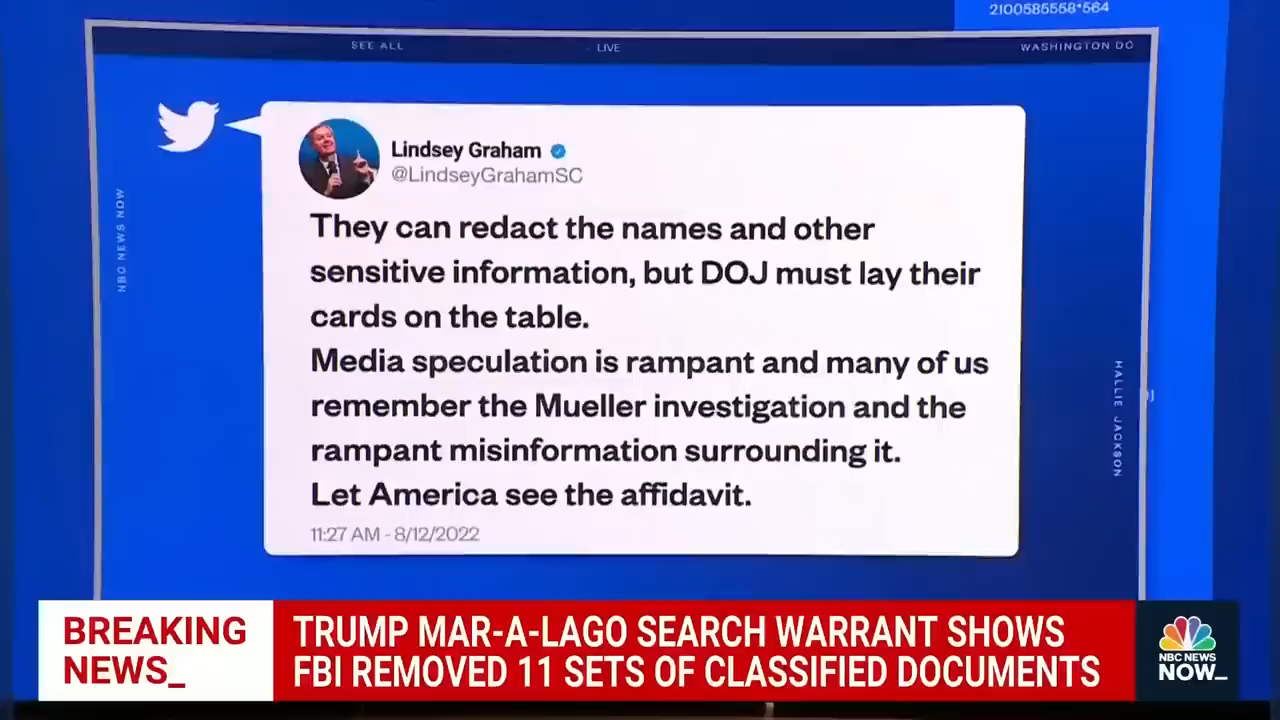 2100585558*564
SEE ALL
- LIVE
WASHINGTON DC
NBC NEWS NOW
Lindsey Graham
@LindseyGrahamSC
They can redact the names and other
sensitive information, but DOJ must lay their
cards on the table.
Media speculation is rampant and many of us
remember the Mueller investigation and the
rampant misinformation surrounding it.
Let America see the affidavit.
11:27 AM - 8/12/2022
HALLIE JACKSON
BREAKING
NEWS_
TRUMP MAR-A-LAGO SEARCH WARRANT SHOWS
FBI REMOVED 11 SETS OF CLASSIFIED DOCUMENTS
NBC NEWS
NOW_